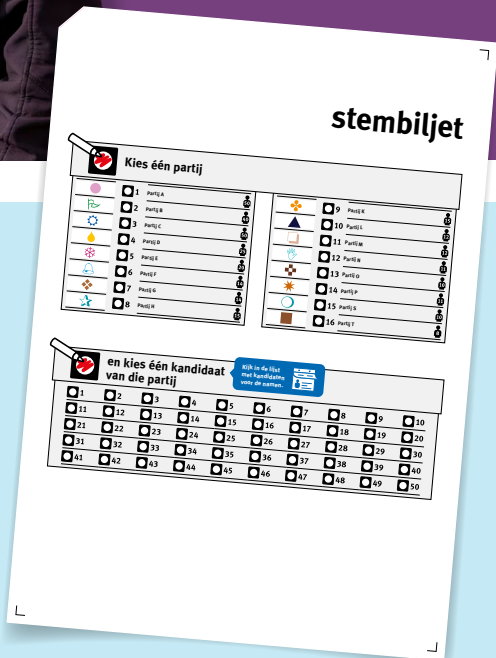 stembiljet
Kies één partij
1 Partij A
2 Partij B
3 Partij C
4 Partij D
5 Partij E
6 Partij F
7 Partij G
8 Partij H
9 Partij K
10 Partij L
11 Partij M
12 Partij N
13 Partij O
14 Partij P
15 Partij S
16 Partij T
en kies één kandidaat
van die partij
Kijk in de lijst
met kandidaten
voor de namen.
1 2 3 4 5 6 7 8 9 10
11 12 13 14 15 16 17 18 19 20
21 22 23 24 25 26 27 28 29 30
31 32 33 34 35 36 37 38 39 40
41 42 43 44 45 46 47 48 49 50